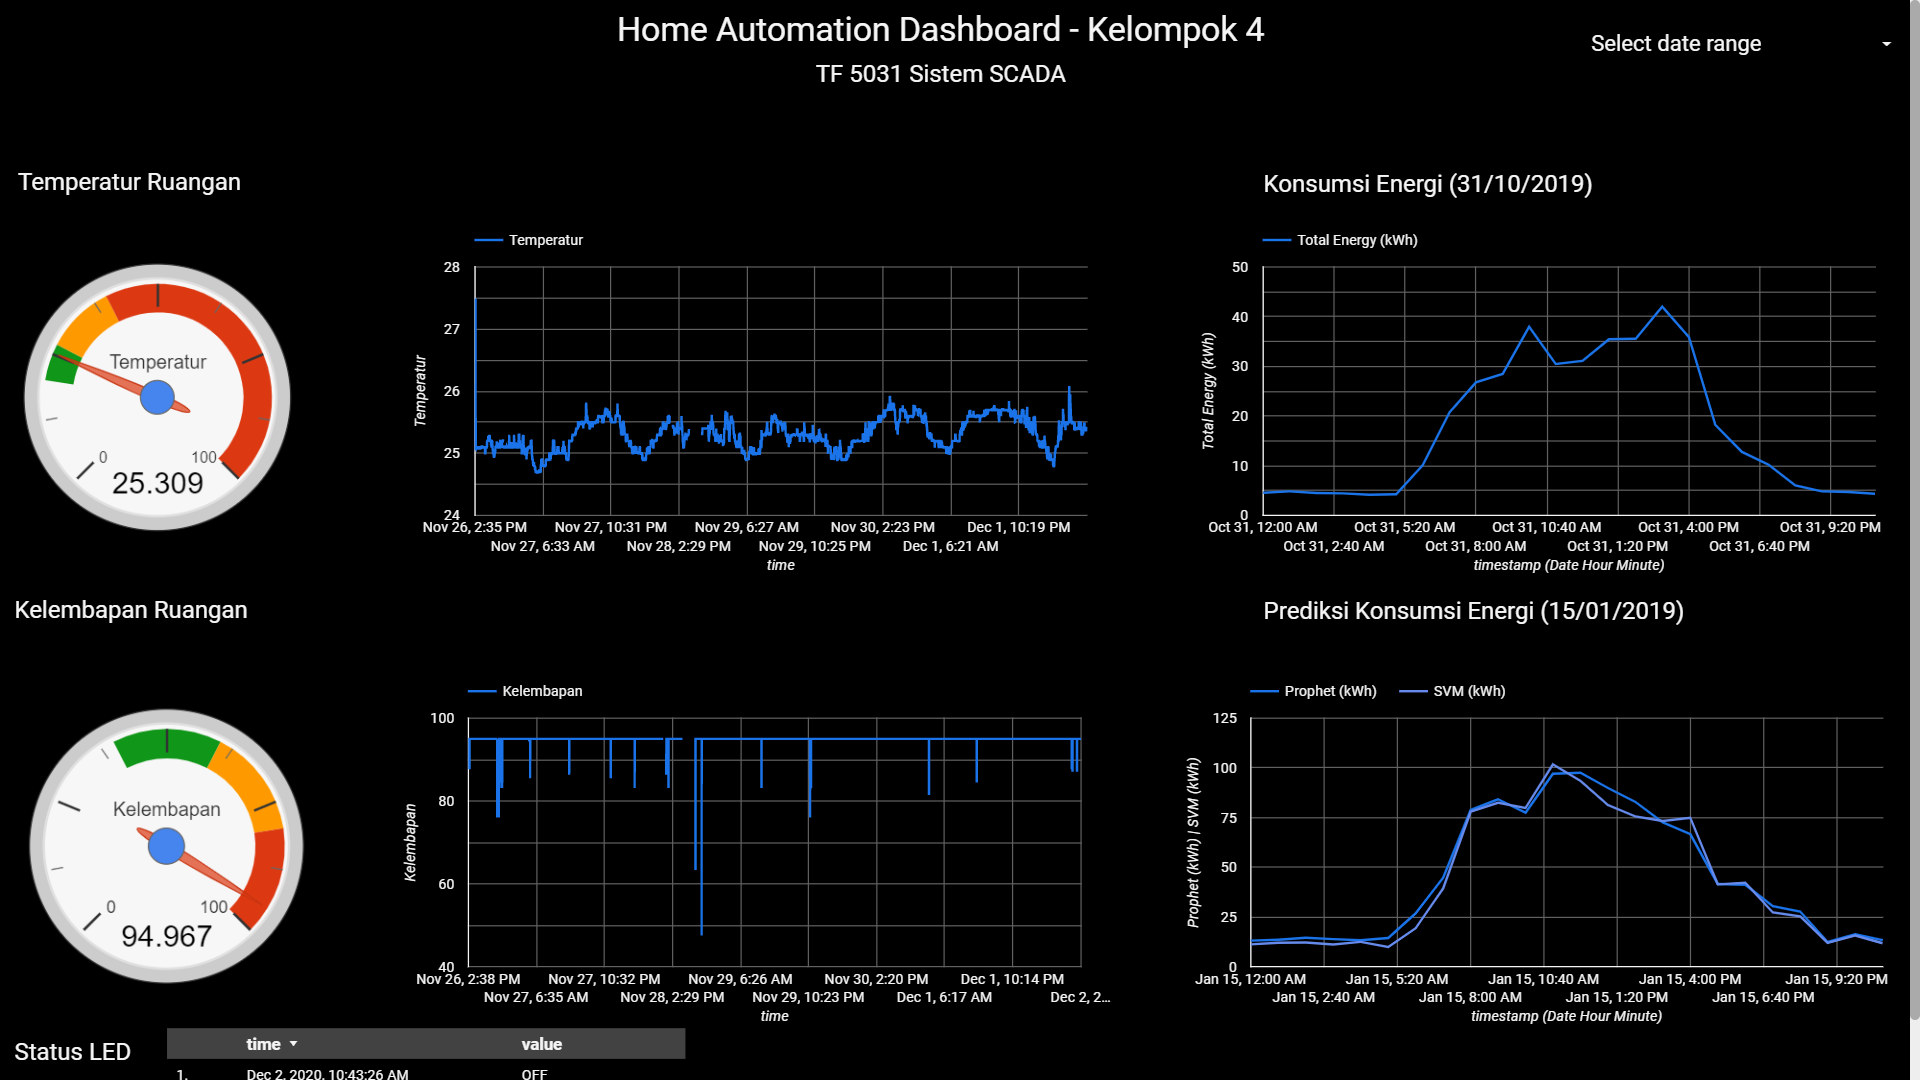 Home Automation Dashboard - Kelompok 4
TF 5031 Sistem SCADA
Select date range
Temperatur Ruangan
Temperatur
0
100
25.309
Temperatur
28
27
26
25
24
Temperatur
Nov 26, 2:35 PM
Nov 27, 10:31 PM
Nov 29, 6:27 AM
Nov 30, 2:23 PM
Dec 1, 10:19 PM
Nov 27, 6:33 AM
Nov 28, 2:29 PM
Nov 29, 10:25 PM
Dec 1, 6:21 AM
time
Konsumsi Energi (31/10/2019)
Total Energy (kWh)
50
40
30
20
10
0
Total Energy (kWh)
Oct 31, 12:00 AM
Oct 31, 5:20 AM
Oct 31, 10:40 AM
Oct 31, 4:00 PM
Oct 31, 9:20 PM
Oct 31, 2:40 AM
Oct 31, 8:00 AM
Oct 31, 1:20 PM
Oct 31, 6:40 PM
timestamp (Date Hour Minute)
Kelembapan Ruangan
Kelembapan
0
100
94.967
Kelembapan
100
80
60
40
Kelembapan
Nov 26, 2:38 PM
Nov 27, 10:32 PM
Nov 29, 6:26 AM
Nov 30, 2:20 PM
Dec 1, 10:14 PM
Nov 27, 6:35 AM
Nov 28, 2:29 PM
Nov 29, 10:23 PM
Dec 1, 6:17 AM
Dec 2, 2...
time
Prediksi Konsumsi Energi (15/01/2019)
Prophet (kWh)
SVM (kWh)
125
100
75
50
25
0
Prophet (kWh) | SVM (kWh)
Jan 15, 12:00 AM
Jan 15, 5:20 AM
Jan 15, 10:40 AM
Jan 15, 4:00 PM
Jan 15, 9:20 PM
Jan 15, 2:40 AM
Jan 15, 8:00 AM
Jan 15, 1:20 PM
Jan 15, 6:40 PM
timestamp (Date Hour Minute)
Status LED
time value
1. Dec 2, 2020, 10:43:26 AM OFF